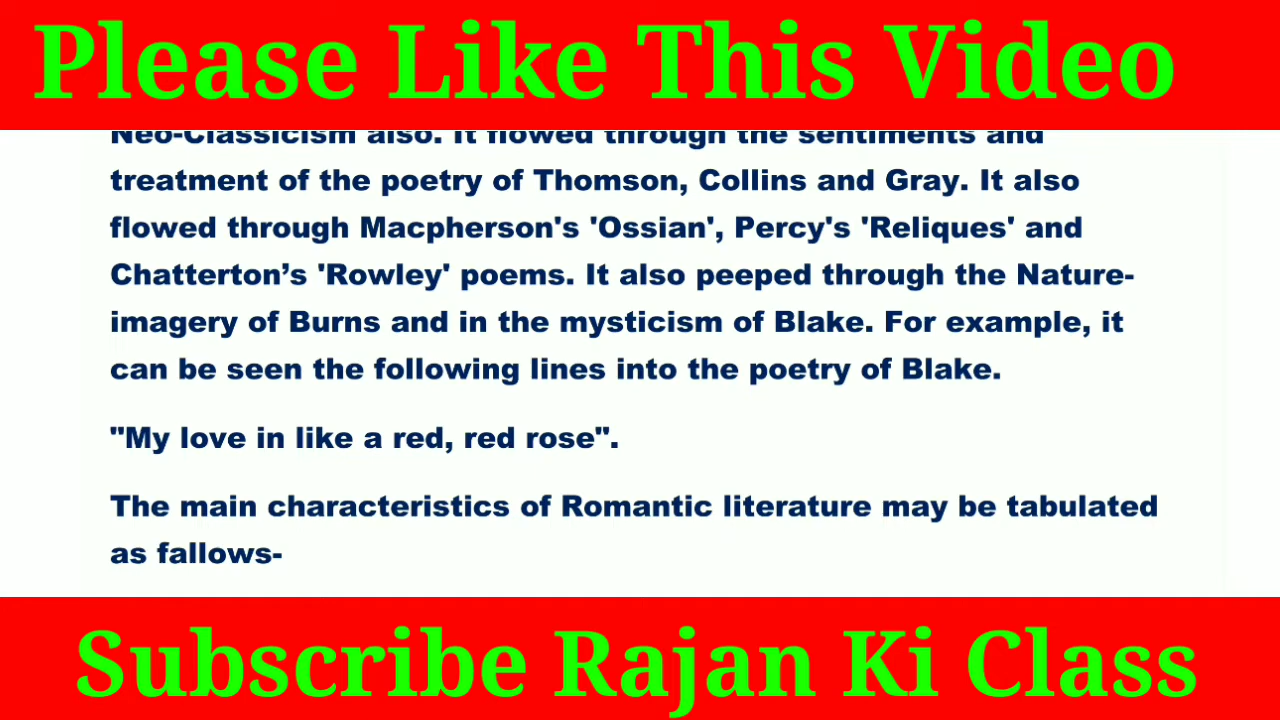 Please Like This Video
Neo-Classicism also. It flowed through the sentiments and
treatment of the poetry of Thomson, Collins and Gray. It also
flowed through Macpherson's 'Ossian', Percy's 'Reliques' and
Chatterton’s 'Rowley' poems. It also peeped through the Nature-
imagery of Burns and in the mysticism of Blake. For example, it
can be seen the following lines into the poetry of Blake.
"My love in like a red, red rose".
The main characteristics of Romantic literature may be tabulated
as fallows-
Subscribe Rajan Ki Class